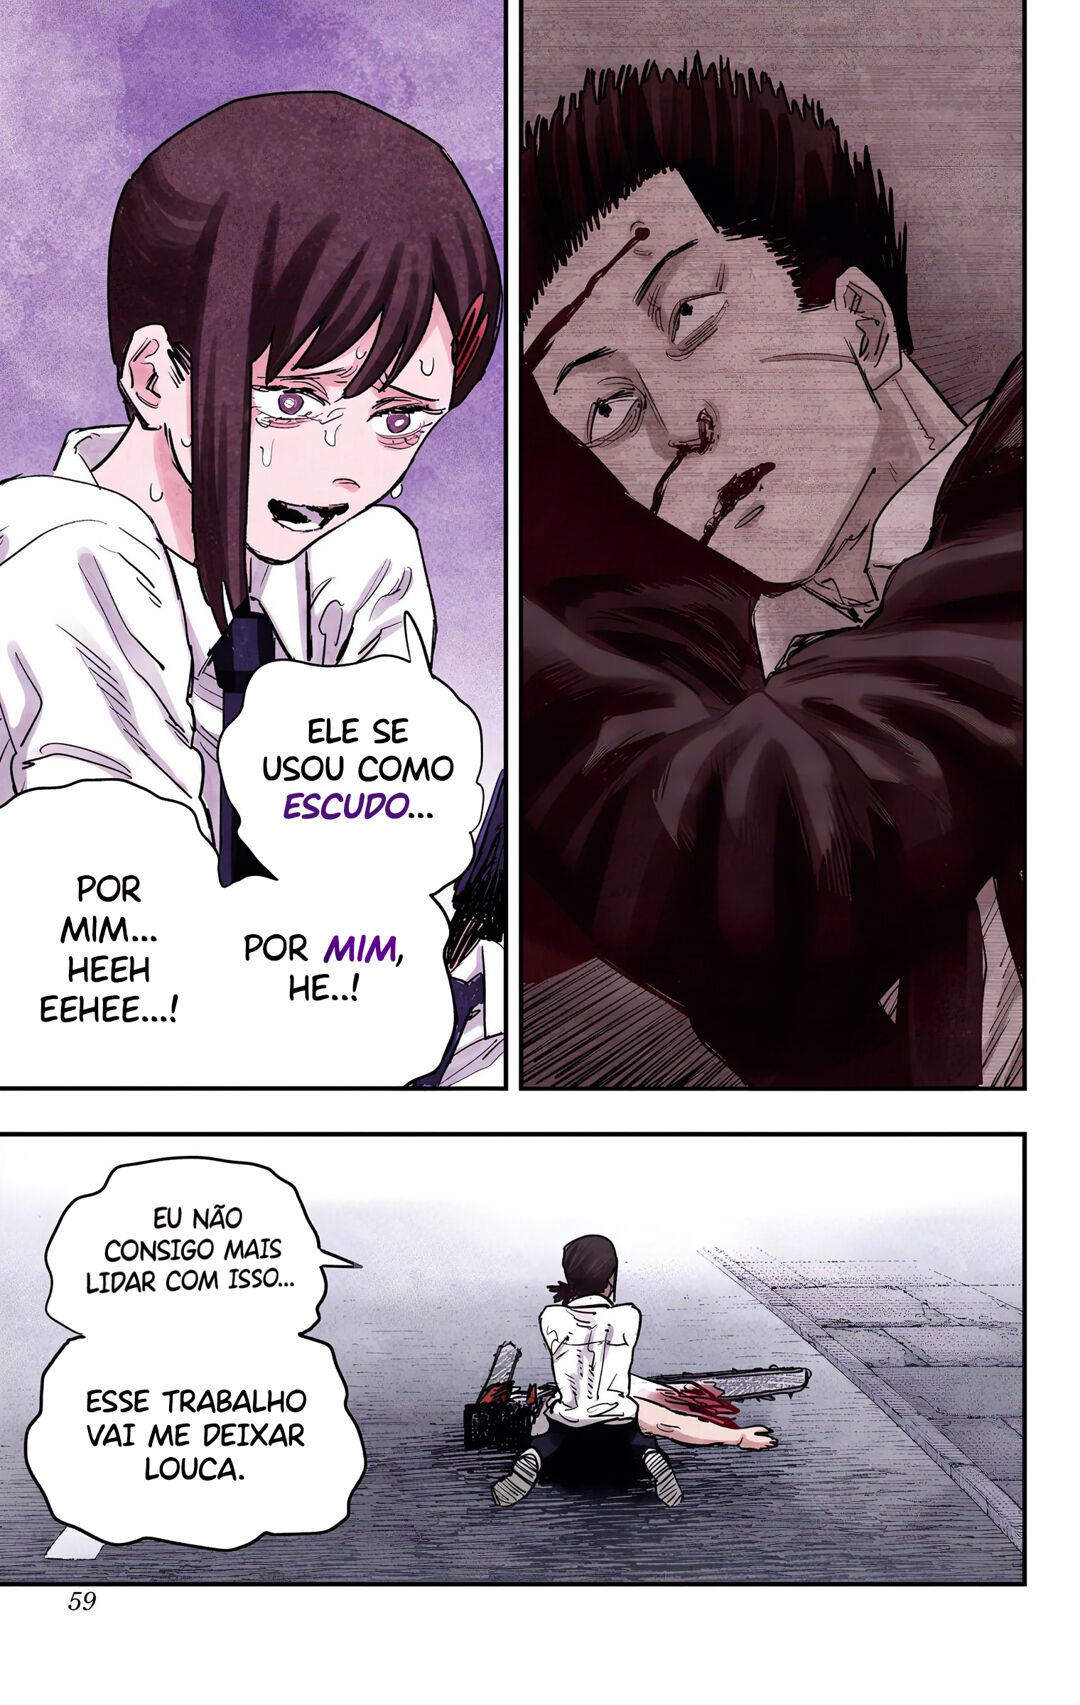 ELE SE
USOU COMO
ESCUDO...
POR MIM,
HE..!
POR
MIM...
HEEH
EEHEE...!
EU NÃO
CONSIGO MAIS
LIDAR COM ISSO...
ESSE TRABALHO
VAI ME DEIXAR
LOUCA.
59